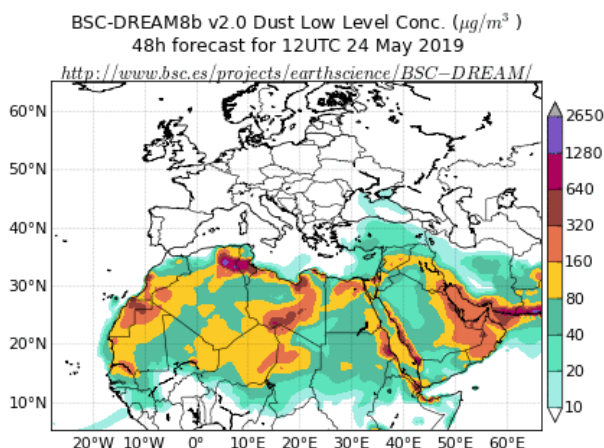 BSC-DREAM8b v2.0 Dust Low Level Conc. (μg/m³ )
48h forecast for 12UTC 24 May 2019
http://www.bsc.es/projects/earthscience/BSC−DREAM/
60°N
50°N
40°N
30°N
20°N
10°N
20°W 10°W 0° 10°E 20°E 30°E 40°E 50°E 60°E
2650
1280
640
320
160
80
40
20
10